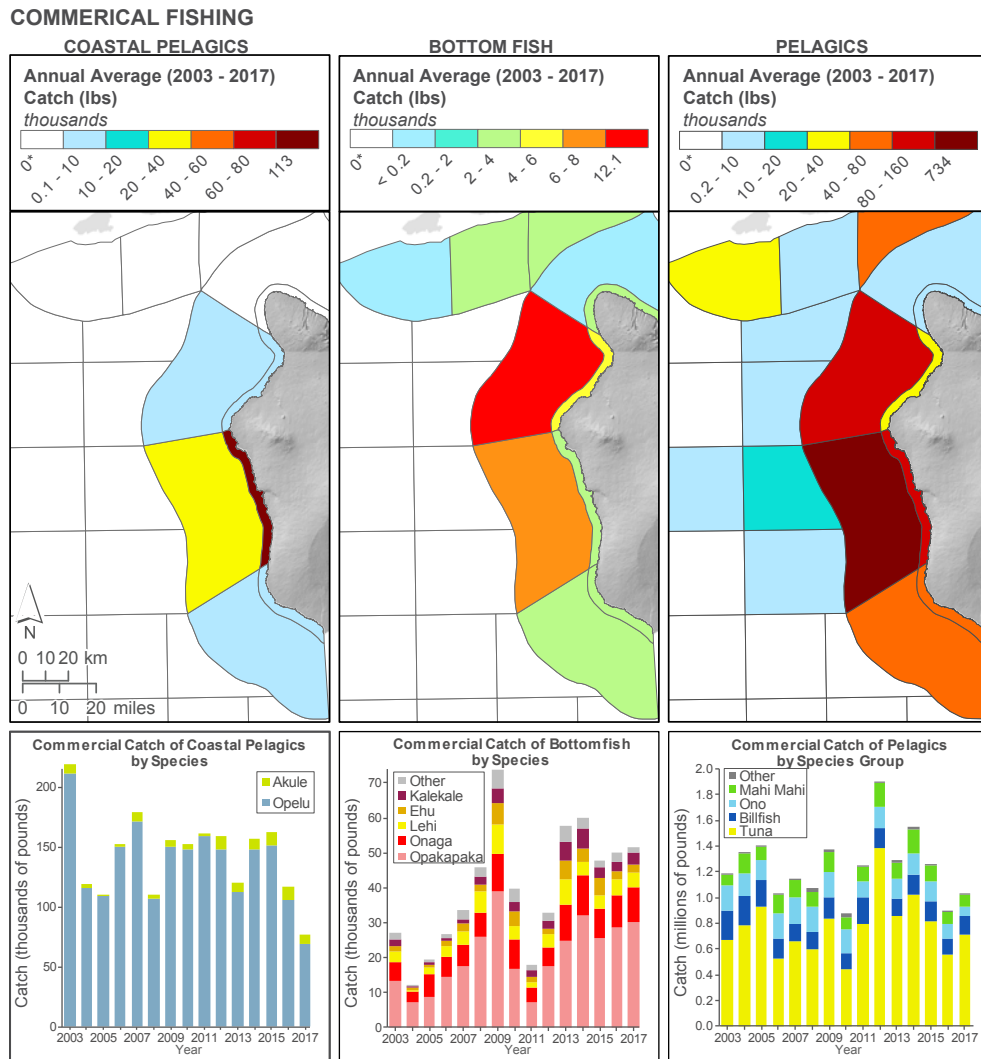 COMMERICAL FISHING
COASTAL PELAGICS
Annual Average (2003 - 2017)
Catch (lbs)
thousands
0*
0.1 - 10
10 - 20
20 - 40
40 - 60
60 - 80
113
N
0 10 20 km
0 10 20 miles
Commercial Catch of Coastal Pelagics
by Species
Akule
Opelu
Catch (thousands of pounds)
200
150
100
50
0
2003 2005 2007 2009 2011 2013 2015 2017
Year
BOTTOM FISH
Annual Average (2003 - 2017)
Catch (lbs)
thousands
0*
< 0.2
0.2 - 2
2 - 4
4 - 6
6 - 8
12.1
Commercial Catch of Bottomfish
by Species
Other
Kalekale
Ehu
Lehi
Onaga
Opakapaka
Catch (thousands of pounds)
70
60
50
40
30
20
10
0
2003 2005 2007 2009 2011 2013 2015 2017
Year
PELAGICS
Annual Average (2003 - 2017)
Catch (lbs)
thousands
0*
0.2 - 10
10 - 20
20 - 40
40 - 80
80 - 160
734
Commercial Catch of Pelagics
by Species Group
Other
Mahi Mahi
Ono
Billfish
Tuna
Catch (millions of pounds)
2.0
1.8
1.6
1.4
1.2
1.0
0.8
0.6
0.4
0.2
0.0
2003 2005 2007 2009 2011 2013 2015 2017
Year